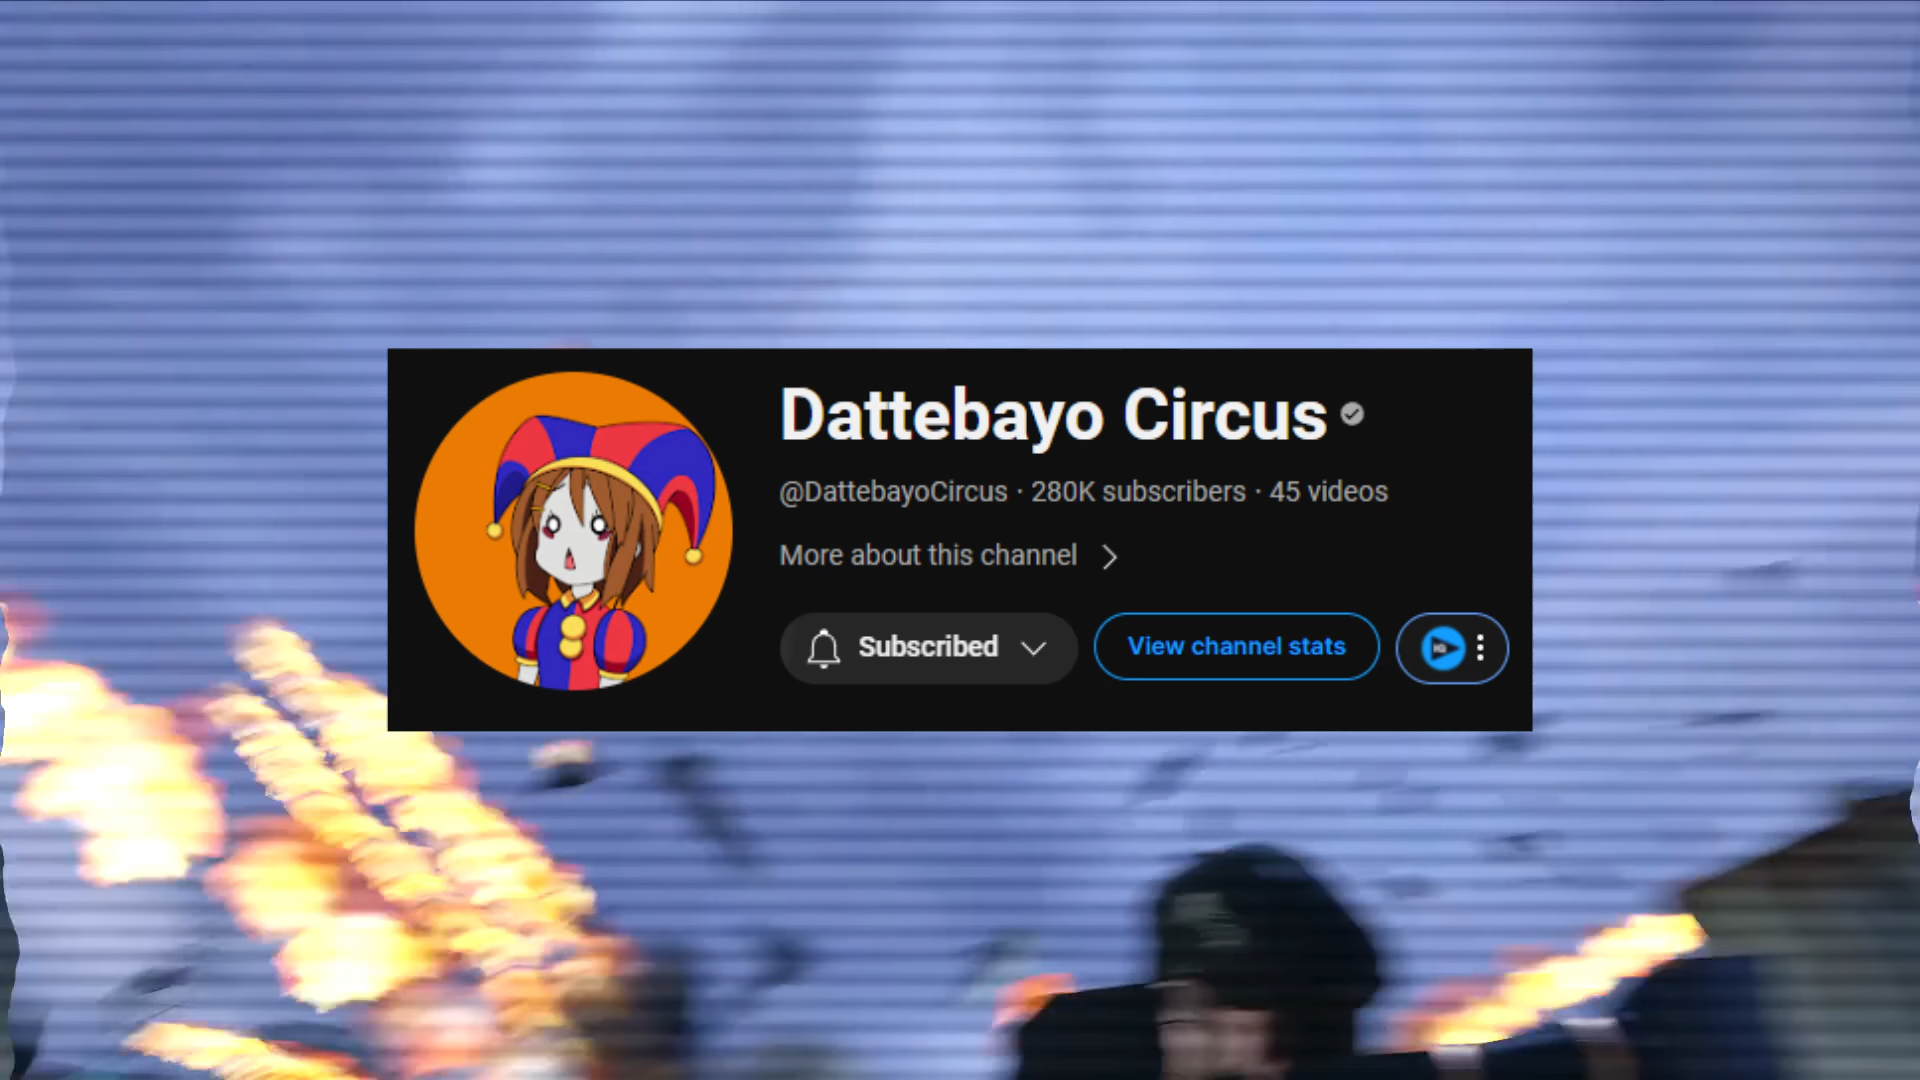 Dattebayo Circus
@DattebayoCircus · 280K subscribers · 45 videos
More about this channel
Subscribed
View channel stats